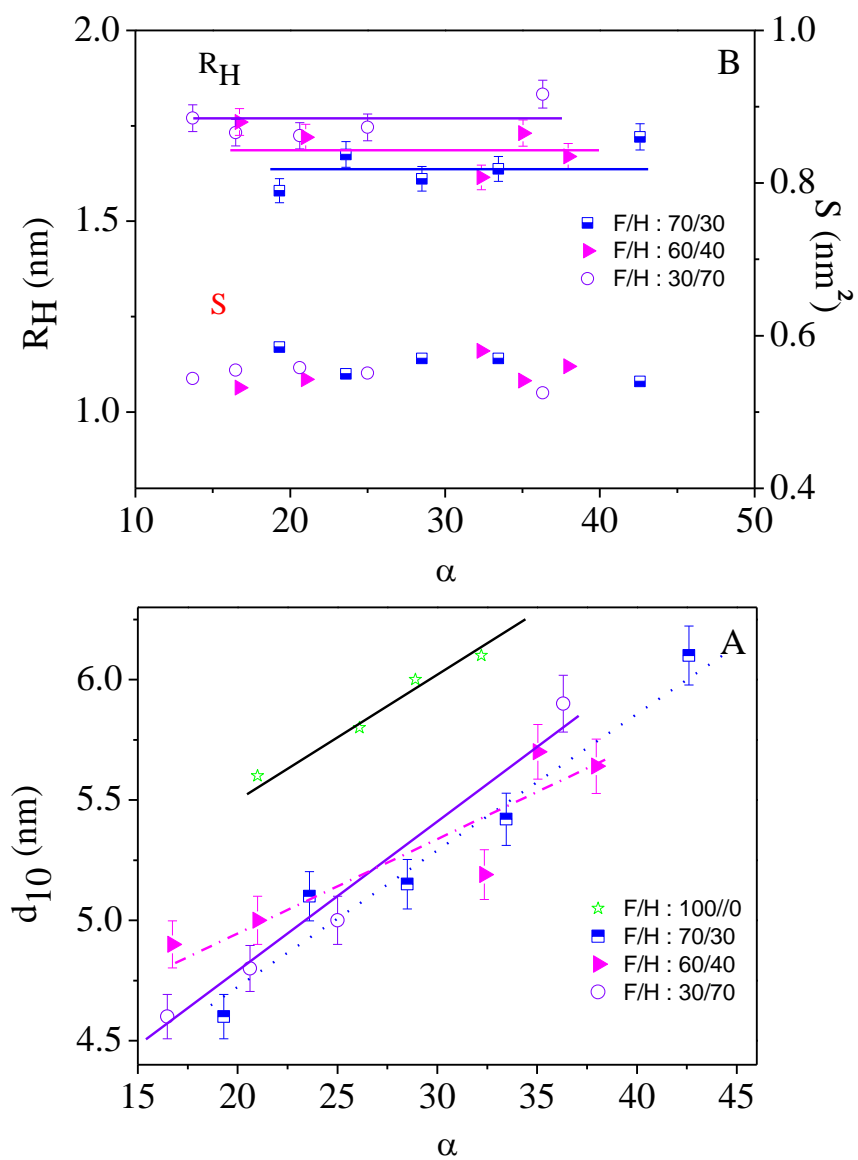 2.0
1.5
1.0
R_H (nm)
R_H
B
S
F/H : 70/30
F/H : 60/40
F/H : 30/70
1.0
0.8
0.6
0.4
S (nm²)
10 20 30 40 50
α
6.0
5.5
5.0
4.5
d_10 (nm)
A
F/H : 100//0
F/H : 70/30
F/H : 60/40
F/H : 30/70
15 20 25 30 35 40 45
α